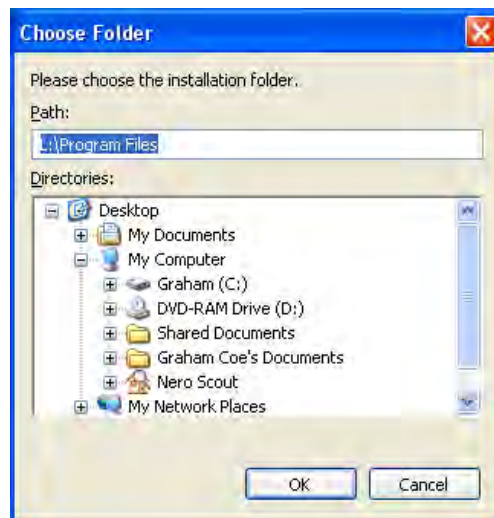 Choose Folder
Please choose the installation folder.
Path:
L:\Program Files
Directories:
Desktop
My Documents
My Computer
Graham (C:)
DVD-RAM Drive (D:)
Shared Documents
Graham Coe's Documents
Nero Scout
My Network Places
OK Cancel